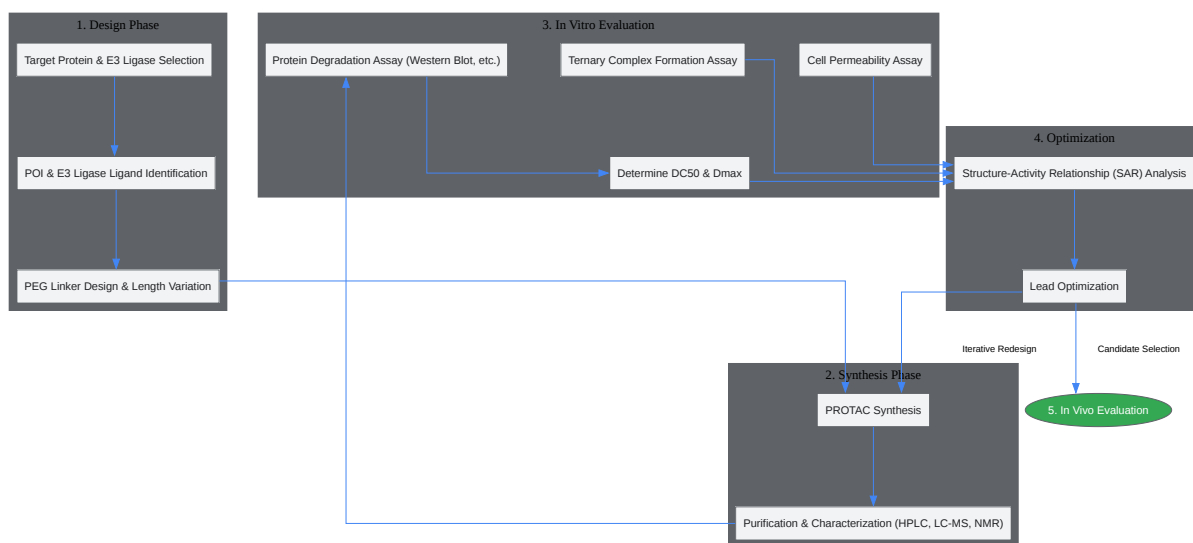 1. Design Phase
Target Protein & E3 Ligase Selection
POI & E3 Ligase Ligand Identification
PEG Linker Design & Length Variation
3. In Vitro Evaluation
Protein Degradation Assay (Western Blot, etc.)
Ternary Complex Formation Assay
Cell Permeability Assay
Determine DC50 & Dmax
4. Optimization
Structure-Activity Relationship (SAR) Analysis
Lead Optimization
Iterative Redesign
Candidate Selection
2. Synthesis Phase
PROTAC Synthesis
Purification & Characterization (HPLC, LC-MS, NMR)
5. In Vivo Evaluation